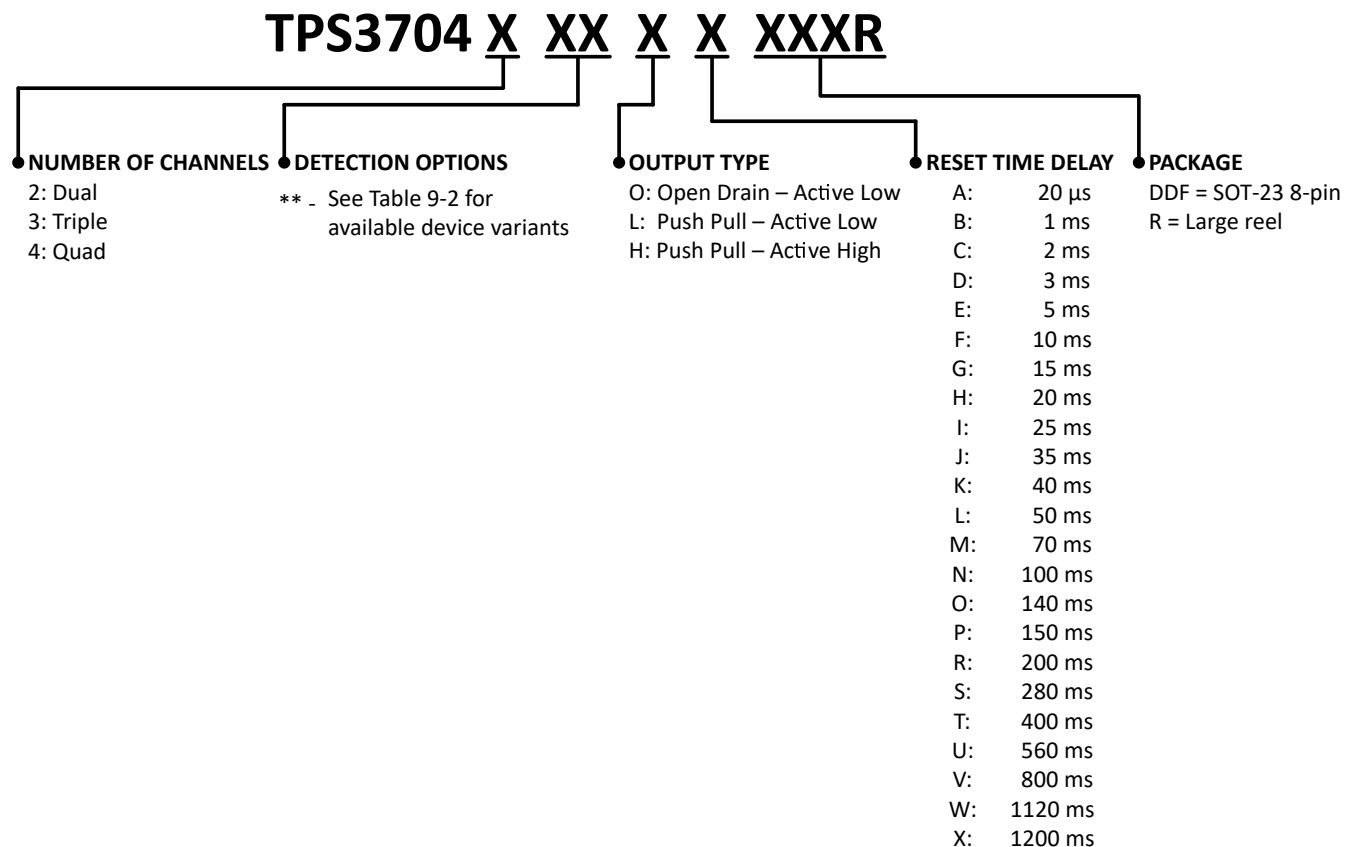 TPS3704 X XX X X XXXR
NUMBER OF CHANNELS
2: Dual
3: Triple
4: Quad
DETECTION OPTIONS
** - See Table 9-2 for
available device variants
OUTPUT TYPE
O: Open Drain – Active Low
L: Push Pull – Active Low
H: Push Pull – Active High
RESET TIME DELAY
A: 20 µs
B: 1 ms
C: 2 ms
D: 3 ms
E: 5 ms
F: 10 ms
G: 15 ms
H: 20 ms
I: 25 ms
J: 35 ms
K: 40 ms
L: 50 ms
M: 70 ms
N: 100 ms
O: 140 ms
P: 150 ms
R: 200 ms
S: 280 ms
T: 400 ms
U: 560 ms
V: 800 ms
W: 1120 ms
X: 1200 ms
PACKAGE
DDF = SOT-23 8-pin
R = Large reel